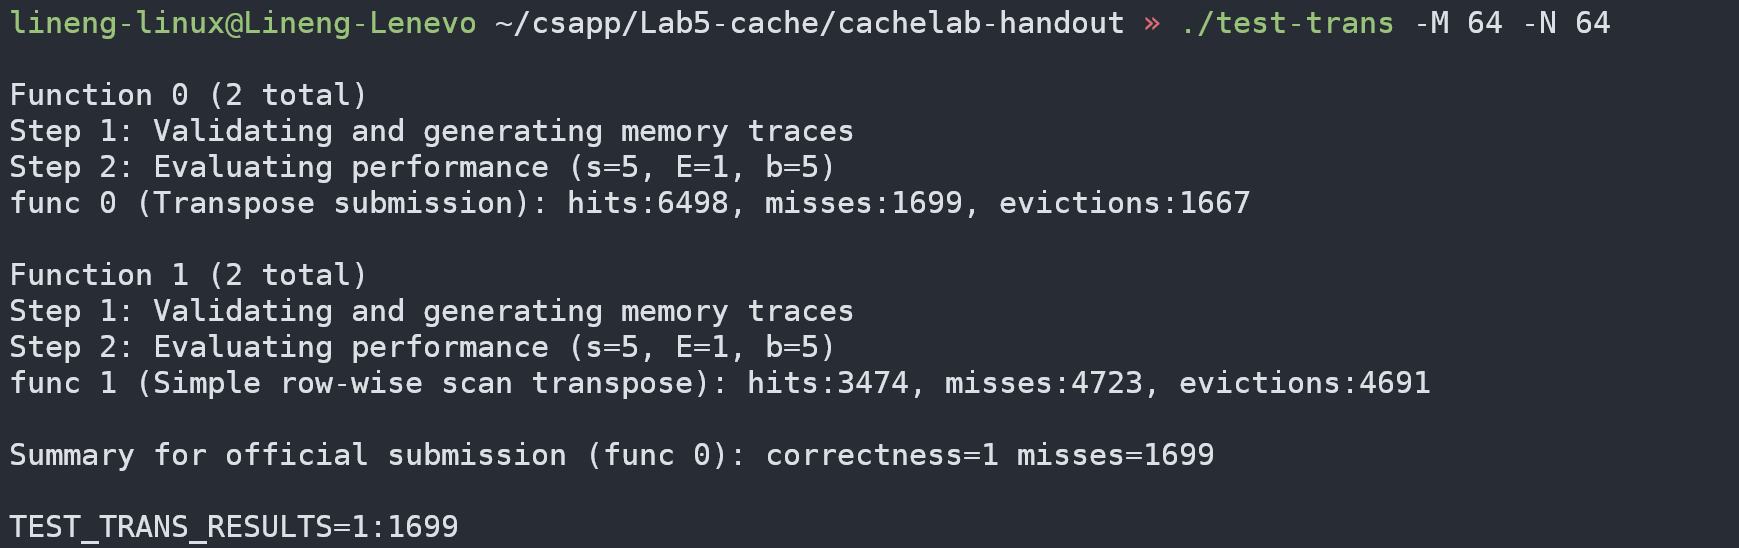 lineng-linux@Lineng-Lenevo ~/csapp/Lab5-cache/cachelab-handout » ./test-trans -M 64 -N 64
Function 0 (2 total)
Step 1: Validating and generating memory traces
Step 2: Evaluating performance (s=5, E=1, b=5)
func 0 (Transpose submission): hits:6498, misses:1699, evictions:1667
Function 1 (2 total)
Step 1: Validating and generating memory traces
Step 2: Evaluating performance (s=5, E=1, b=5)
func 1 (Simple row-wise scan transpose): hits:3474, misses:4723, evictions:4691
Summary for official submission (func 0): correctness=1 misses=1699
TEST_TRANS_RESULTS=1:1699